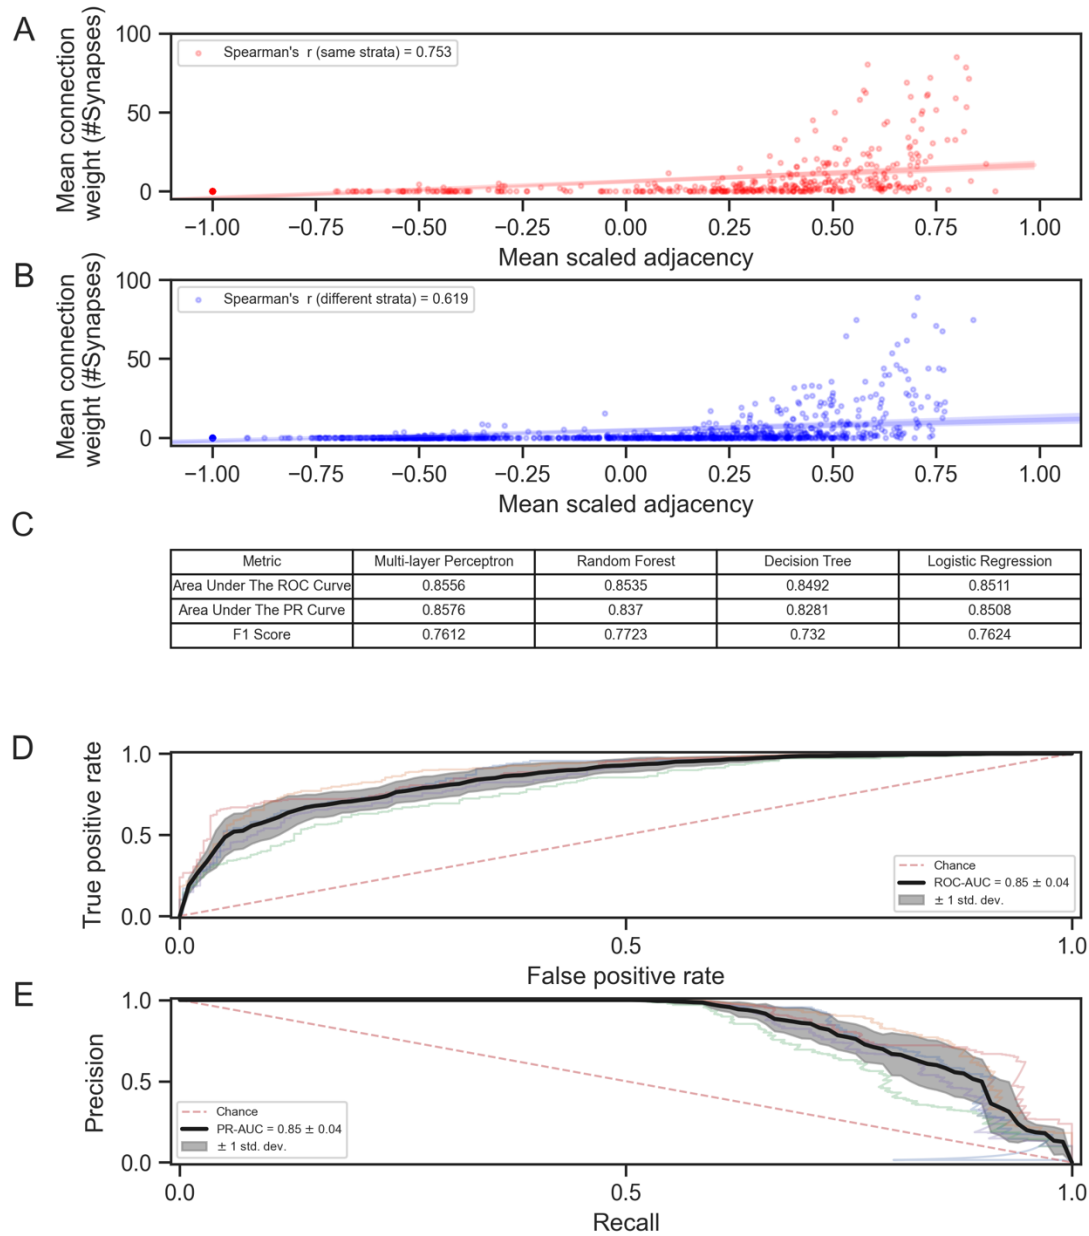 A
Mean connection
weight (#Synapses)
100
50
0
Spearman's r (same strata) = 0.753
−1.00 −0.75 −0.50 −0.25 0.00 0.25 0.50 0.75 1.00
Mean scaled adjacency
B
Mean connection
weight (#Synapses)
100
50
0
Spearman's r (different strata) = 0.619
−1.00 −0.75 −0.50 −0.25 0.00 0.25 0.50 0.75 1.00
Mean scaled adjacency
C
Metric Multi-layer Perceptron Random Forest Decision Tree Logistic Regression
Area Under The ROC Curve 0.8556 0.8535 0.8492 0.8511
Area Under The PR Curve 0.8576 0.837 0.8281 0.8508
F1 Score 0.7612 0.7723 0.732 0.7624
D
True positive rate
1.0
0.5
0.0
Chance
ROC-AUC = 0.85 ± 0.04
± 1 std. dev.
0.0 0.5 1.0
False positive rate
E
Precision
1.0
0.5
0.0
Chance
PR-AUC = 0.85 ± 0.04
± 1 std. dev.
0.0 0.5 1.0
Recall